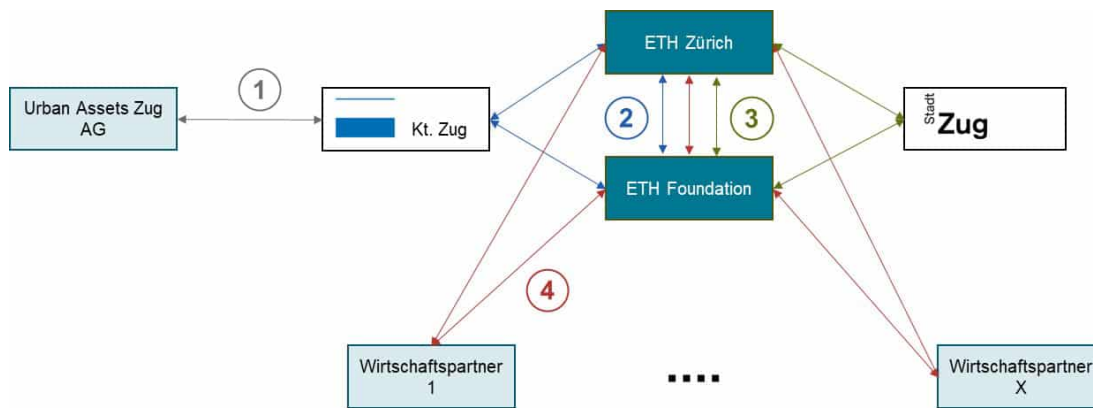 ETH Zürich
1
Urban Assets Zug
AG
Kt. Zug
2
3
Stadt
Zug
ETH Foundation
4
Wirtschaftspartner
1
....
Wirtschaftspartner
X